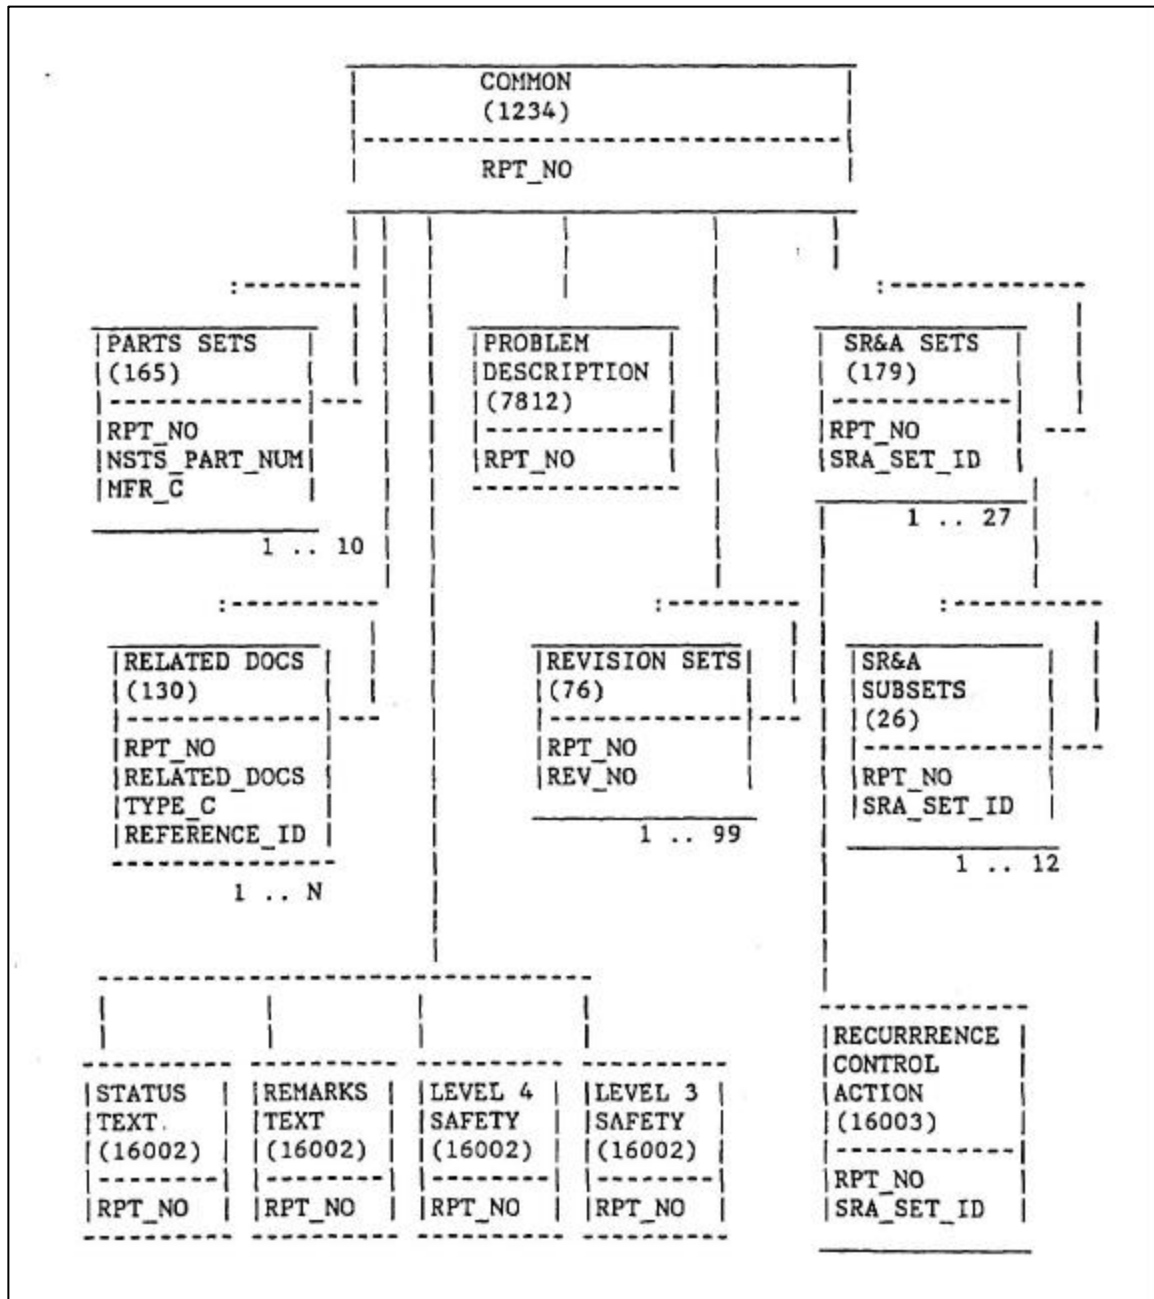 COMMON
(1234)
RPT_NO
PARTS SETS
(165)
RPT_NO
NSTS_PART_NUM
MFR_C
1 .. 10
PROBLEM
DESCRIPTION
(7812)
RPT_NO
SR&A SETS
(179)
RPT_NO
SRA_SET_ID
1 .. 27
RELATED DOCS
(130)
RPT_NO
RELATED_DOCS
TYPE_C
REFERENCE_ID
1 .. N
REVISION SETS
(76)
RPT_NO
REV_NO
1 .. 99
SR&A
SUBSETS
(26)
RPT_NO
SRA_SET_ID
1 .. 12
STATUS
TEXT.
(16002)
RPT_NO
REMARKS
TEXT
(16002)
RPT_NO
LEVEL 4
SAFETY
(16002)
RPT_NO
LEVEL 3
SAFETY
(16002)
RPT_NO
RECURRRENCE
CONTROL
ACTION
(16003)
RPT_NO
SRA_SET_ID